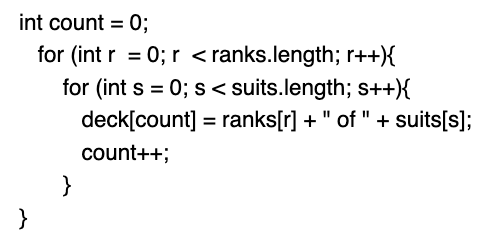 int count = 0;
for (int r  = 0; r  < ranks.length; r++){
for (int s = 0; s < suits.length; s++){
deck[count] = ranks[r] + " of " + suits[s];
count++;
}
}